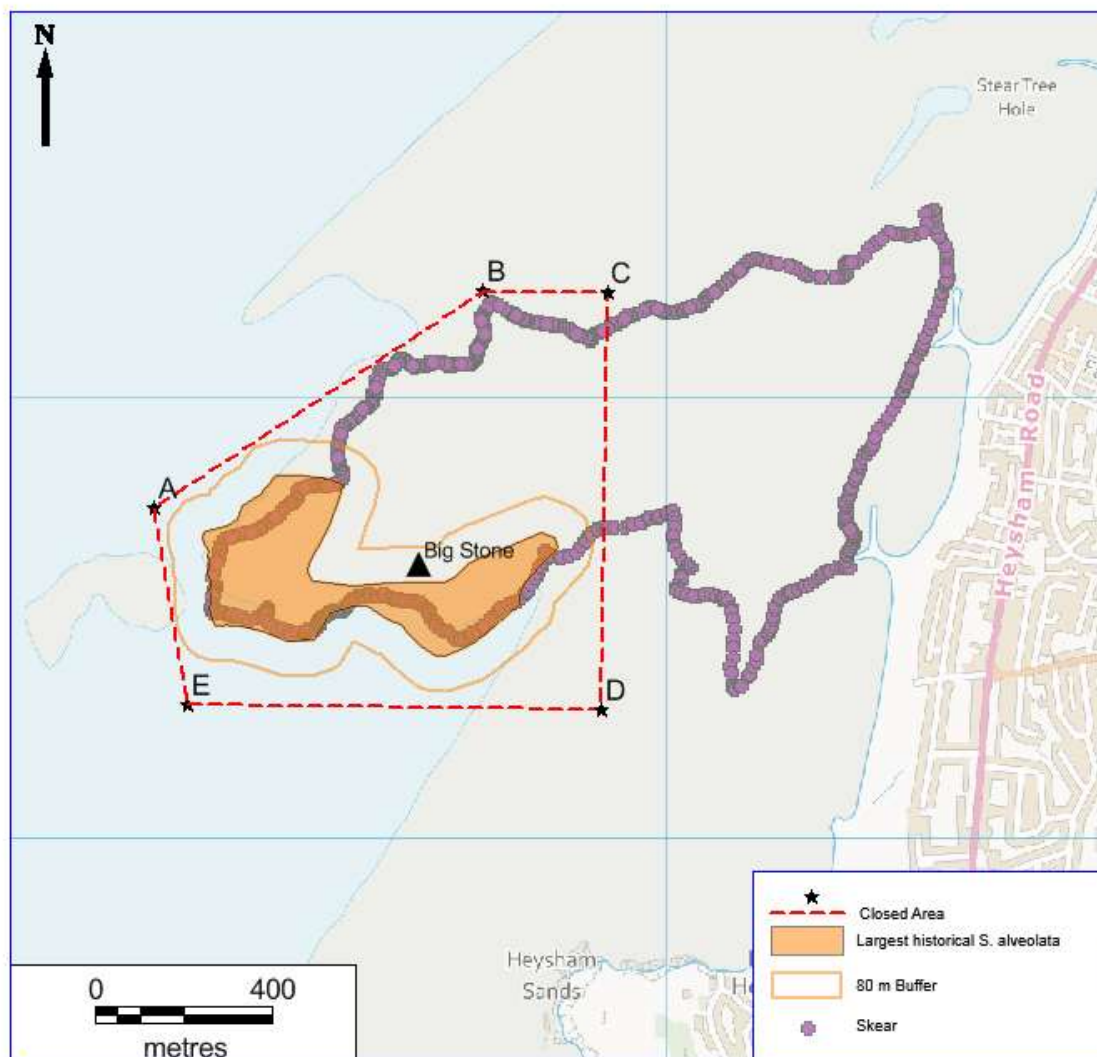 N
Stear Tree
Hole
B
C
A
Big Stone
Heysham Road
E
D
Heysham
Sands
0 400
metres
Closed Area
Largest historical S. alveolata
80 m Buffer
Skear